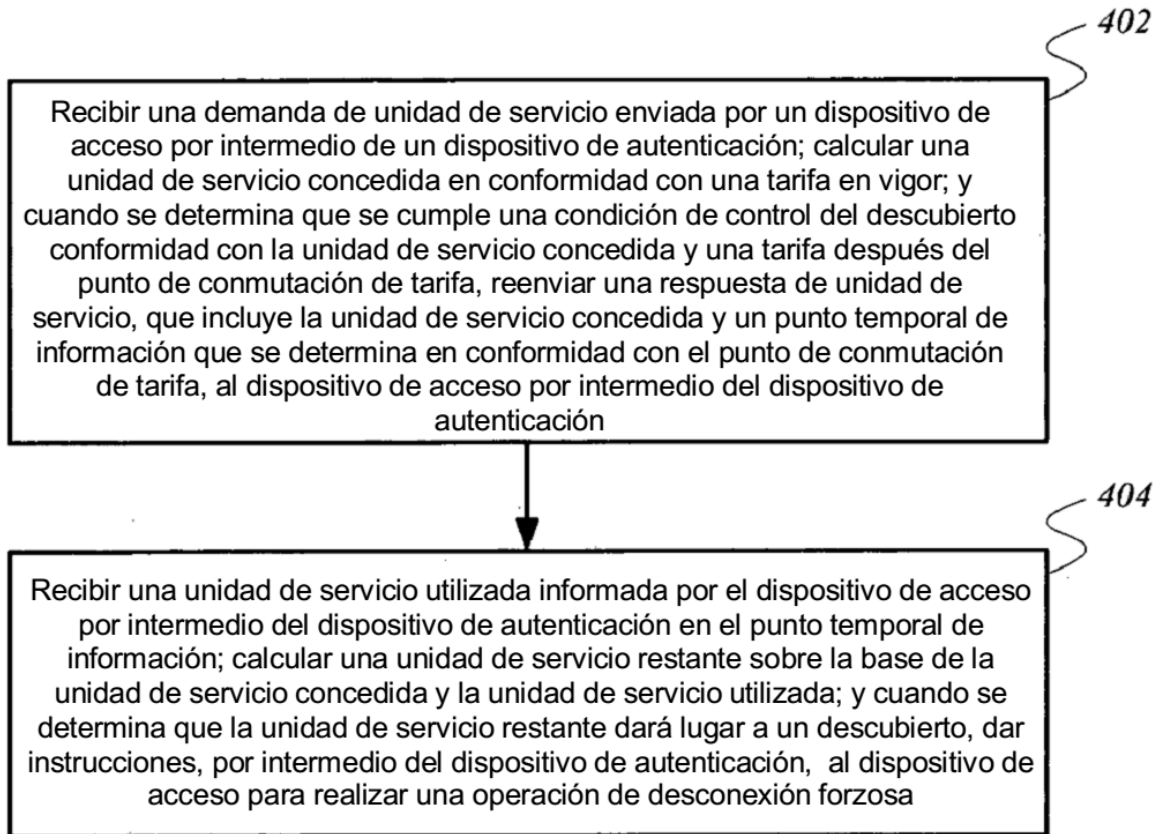 402
Recibir una demanda de unidad de servicio enviada por un dispositivo de
acceso por intermedio de un dispositivo de autenticación; calcular una
unidad de servicio concedida en conformidad con una tarifa en vigor; y
cuando se determina que se cumple una condición de control del descubierto
conformidad con la unidad de servicio concedida y una tarifa después del
punto de conmutación de tarifa, reenviar una respuesta de unidad de
servicio, que incluye la unidad de servicio concedida y un punto temporal de
información que se determina en conformidad con el punto de conmutación
de tarifa, al dispositivo de acceso por intermedio del dispositivo de
autenticación
404
Recibir una unidad de servicio utilizada informada por el dispositivo de acceso
por intermedio del dispositivo de autenticación en el punto temporal de
información; calcular una unidad de servicio restante sobre la base de la
unidad de servicio concedida y la unidad de servicio utilizada; y cuando se
determina que la unidad de servicio restante dará lugar a un descubierto, dar
instrucciones, por intermedio del dispositivo de autenticación, al dispositivo de
acceso para realizar una operación de desconexión forzosa